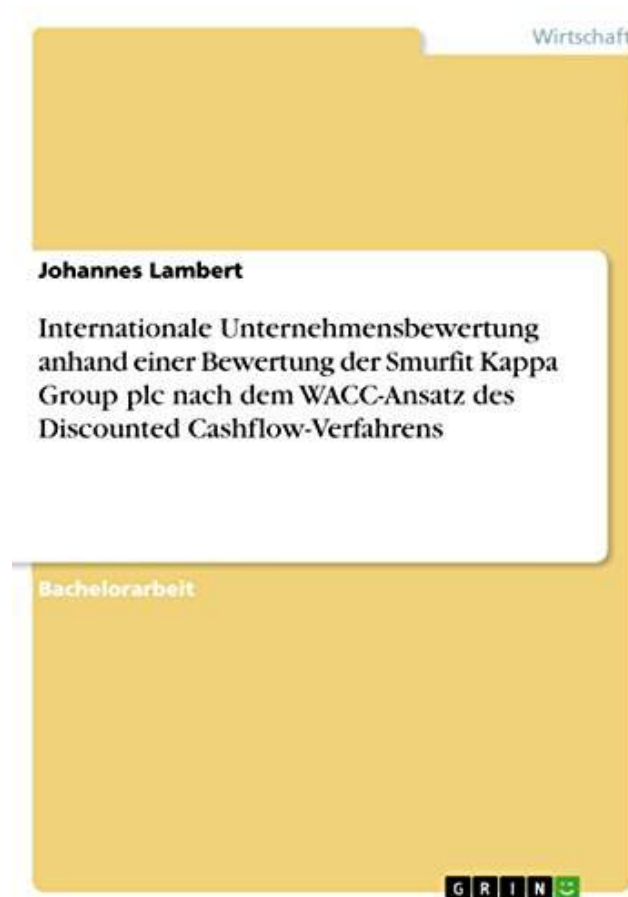 Wirtschaft
Johannes Lambert
Internationale Unternehmensbewertung
anhand einer Bewertung der Smurfit Kappa
Group plc nach dem WACC-Ansatz des
Discounted Cashflow-Verfahrens
Bachelorarbeit
GRIN